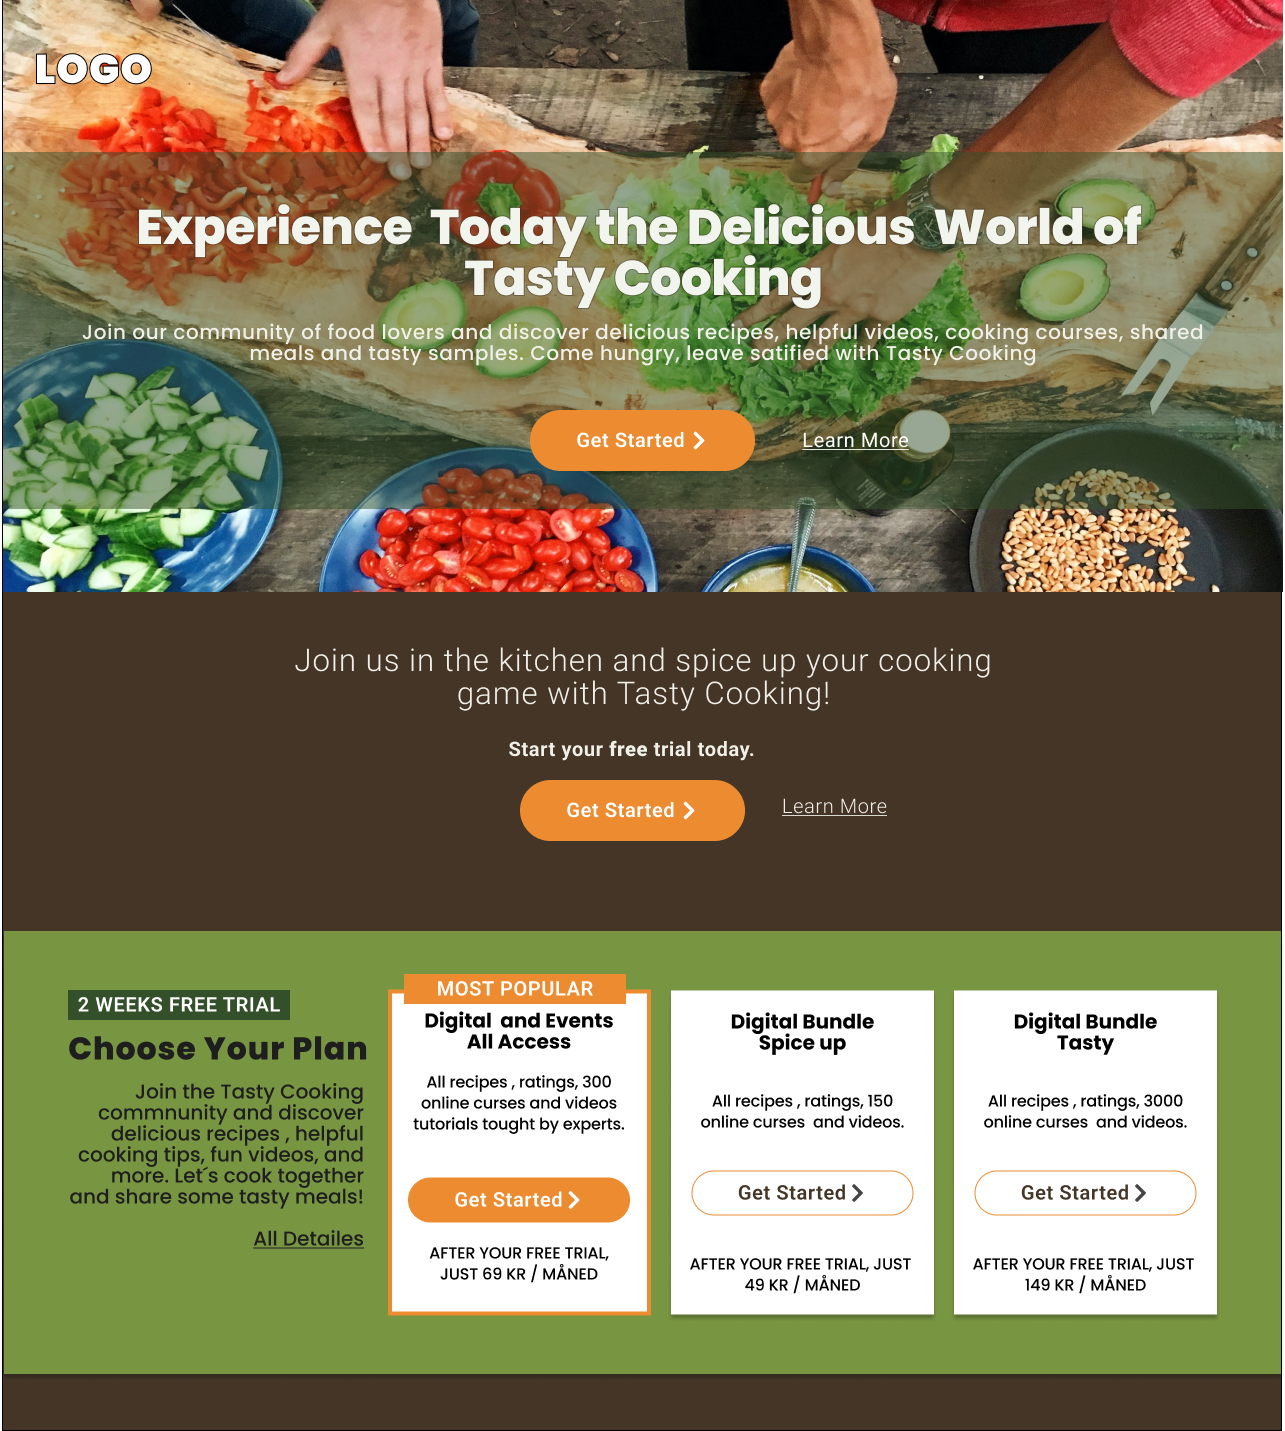 LOGO
Experience Today the Delicious World of
Tasty Cooking
Join our community of food lovers and discover delicious recipes, helpful videos, cooking courses, shared
meals and tasty samples. Come hungry, leave satified with Tasty Cooking
Get Started
Learn More
Join us in the kitchen and spice up your cooking
game with Tasty Cooking!
Start your free trial today.
Get Started
Learn More
2 WEEKS FREE TRIAL
Choose Your Plan
Join the Tasty Cooking
commnunity and discover
delicious recipes , helpful
cooking tips, fun videos, and
more. Let´s cook together
and share some tasty meals!
All Detailes
MOST POPULAR
Digital and Events
All Access
All recipes , ratings, 300
online curses and videos
tutorials tought by experts.
Get Started
AFTER YOUR FREE TRIAL,
JUST 69 KR / MÅNED
Digital Bundle
Spice up
All recipes , ratings, 150
online curses and videos.
Get Started
AFTER YOUR FREE TRIAL, JUST
49 KR / MÅNED
Digital Bundle
Tasty
All recipes , ratings, 3000
online curses and videos.
Get Started
AFTER YOUR FREE TRIAL, JUST
149 KR / MÅNED